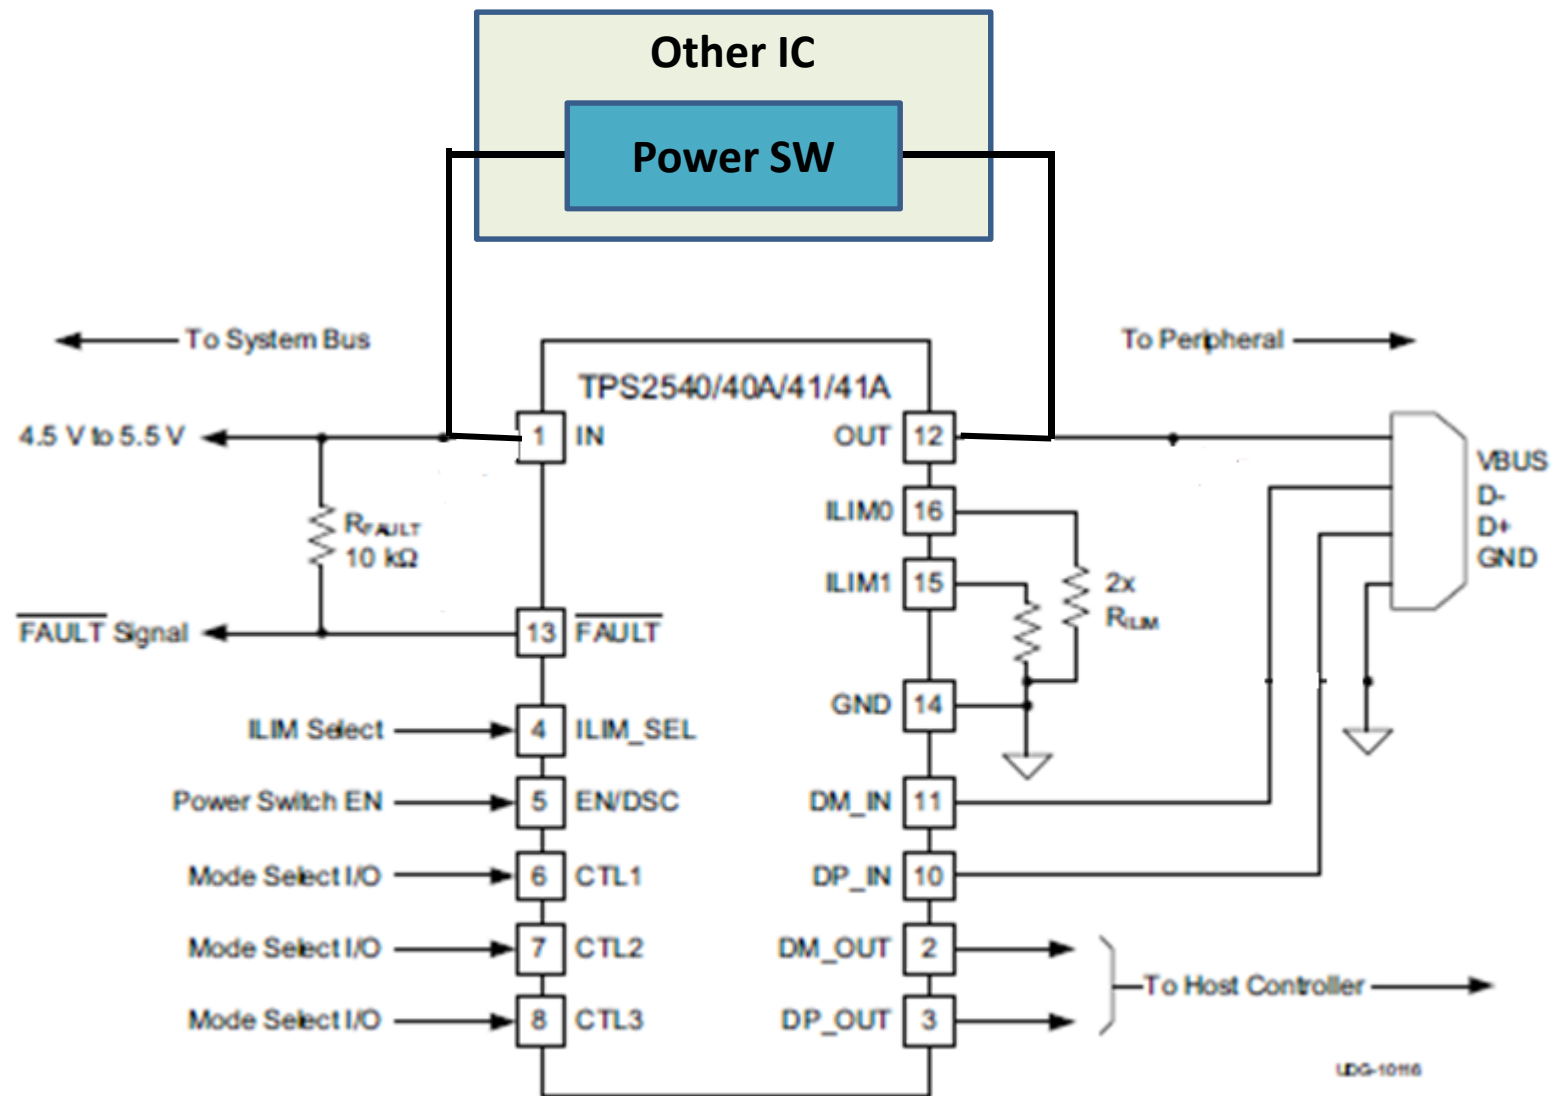 Other IC
Power SW
To System Bus
To Peripheral
TPS2540/40A/41/41A
4.5 V to 5.5 V
1
IN
OUT
12
VBUS
D-
D+
GND
ILIM0
16
RFAULT
10 kΩ
ILIM1
15
2x
RILIM
FAULT Signal
13
FAULT
GND
14
ILIM Select
4
ILIM_SEL
Power Switch EN
5
EN/DSC
DM_IN
11
Mode Select I/O
6
CTL1
DP_IN
10
Mode Select I/O
7
CTL2
DM_OUT
2
To Host Controller
Mode Select I/O
8
CTL3
DP_OUT
3
UDG-10116